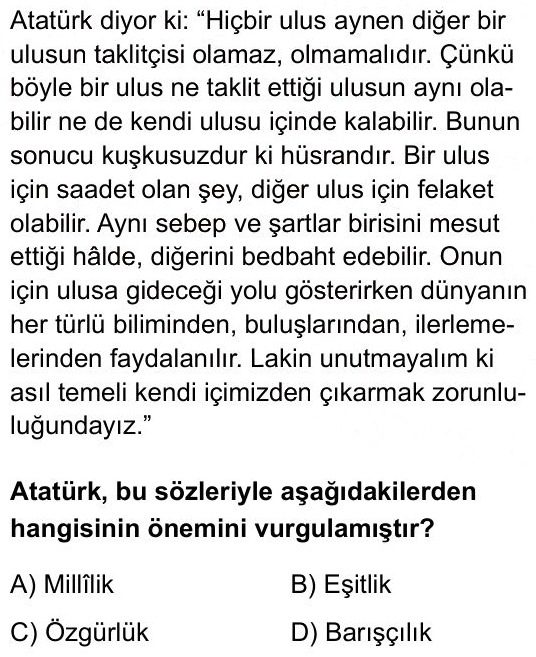 Atatürk diyor ki: “Hiçbir ulus aynen diğer bir
ulusun taklitçisi olamaz, olmamalıdır. Çünkü
böyle bir ulus ne taklit ettiği ulusun aynı ola-
bilir ne de kendi ulusu içinde kalabilir. Bunun
sonucu kuşkusuzdur ki hüsrandır. Bir ulus
için saadet olan şey, diğer ulus için felaket
olabilir. Aynı sebep ve şartlar birisini mesut
ettiği hâlde, diğerini bedbaht edebilir. Onun
için ulusa gideceği yolu gösterirken dünyanın
her türlü biliminden, buluşlarından, ilerleme-
lerinden faydalanılır. Lakin unutmayalım ki
asıl temeli kendi içimizden çıkarmak zorunlu-
luğundayız.”
Atatürk, bu sözleriyle aşağıdakilerden
hangisinin önemini vurgulamıştır?
A) Millîlik B) Eşitlik
C) Özgürlük D) Barışçılık